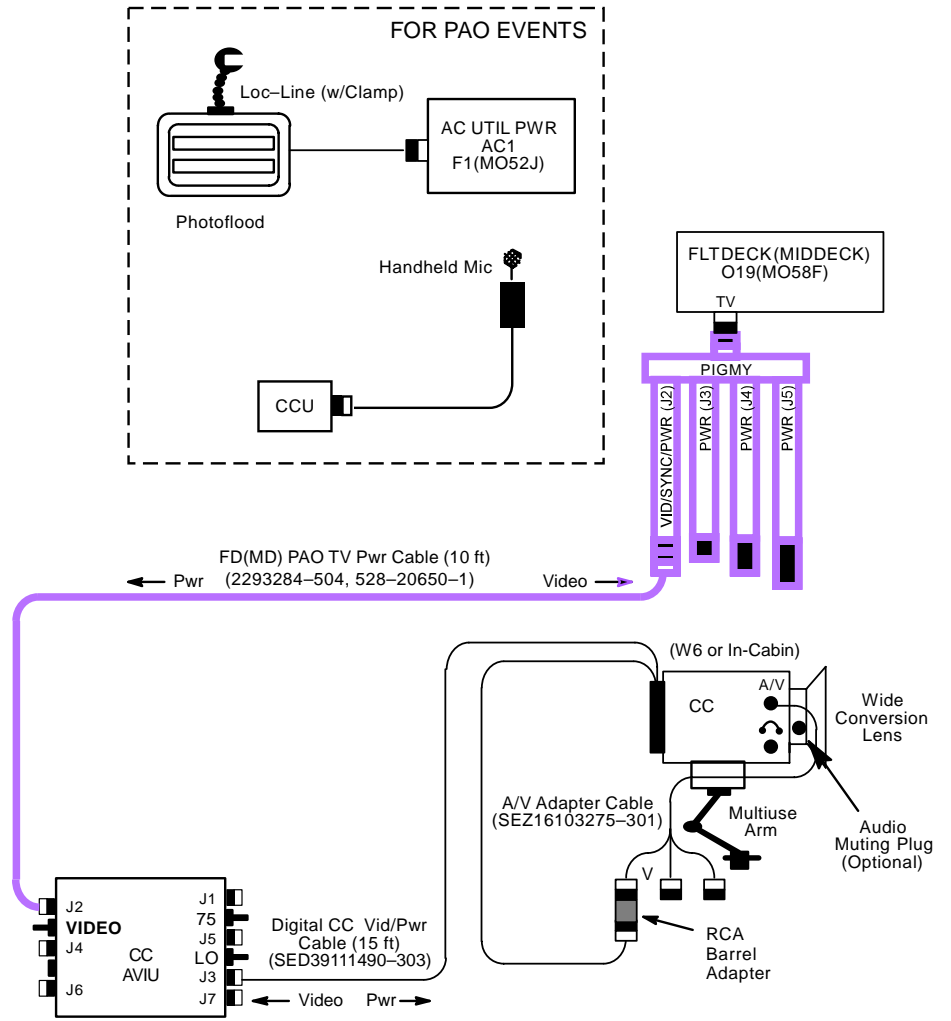 FOR PAO EVENTS
Loc–Line (w/Clamp)
AC UTIL PWR
AC1
F1(MO52J)
Photoflood
Handheld Mic
CCU
FLTDECK(MIDDECK)
O19(MO58F)
TV
PIGMY
VID/SYNC/PWR (J2)
PWR (J3)
PWR (J4)
PWR (J5)
FD(MD) PAO TV Pwr Cable (10 ft)
(2293284–504, 528–20650–1)
Pwr
Video
(W6 or In-Cabin)
A/V
CC
Wide
Conversion
Lens
A/V Adapter Cable
(SEZ16103275–301)
Multiuse
Arm
Audio
Muting Plug
(Optional)
V
RCA
Barrel
Adapter
J2
VIDEO
J4
J6
CC
AVIU
J1
75
J5
LO
J3
J7
Digital CC Vid/Pwr
Cable (15 ft)
(SED39111490–303)
Video
Pwr